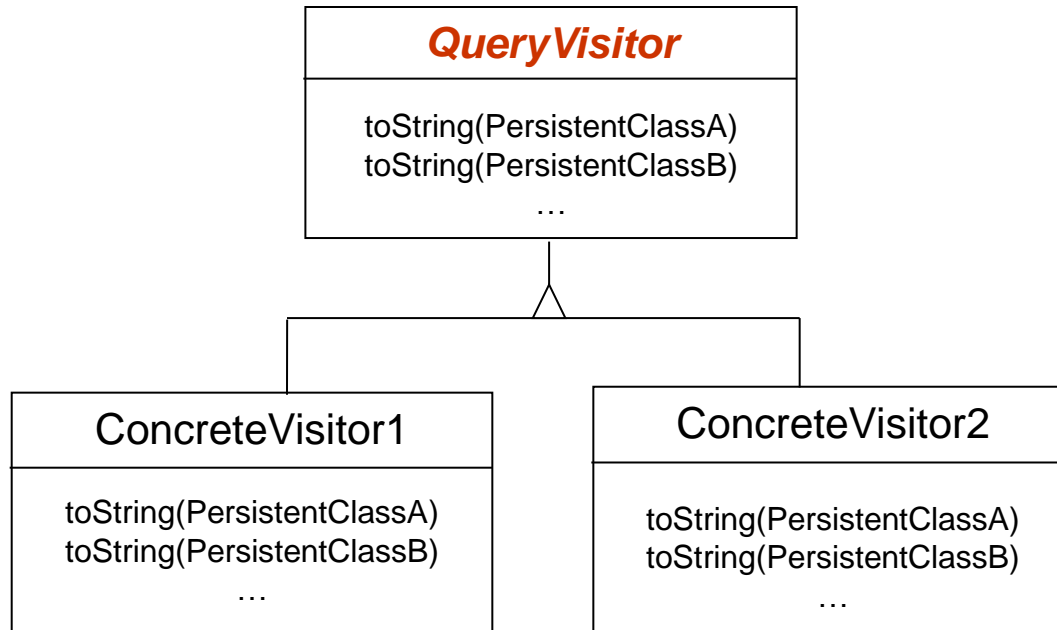 QueryVisitor
toString(PersistentClassA)
toString(PersistentClassB)
…
ConcreteVisitor1
toString(PersistentClassA)
toString(PersistentClassB)
…
ConcreteVisitor2
toString(PersistentClassA)
toString(PersistentClassB)
…